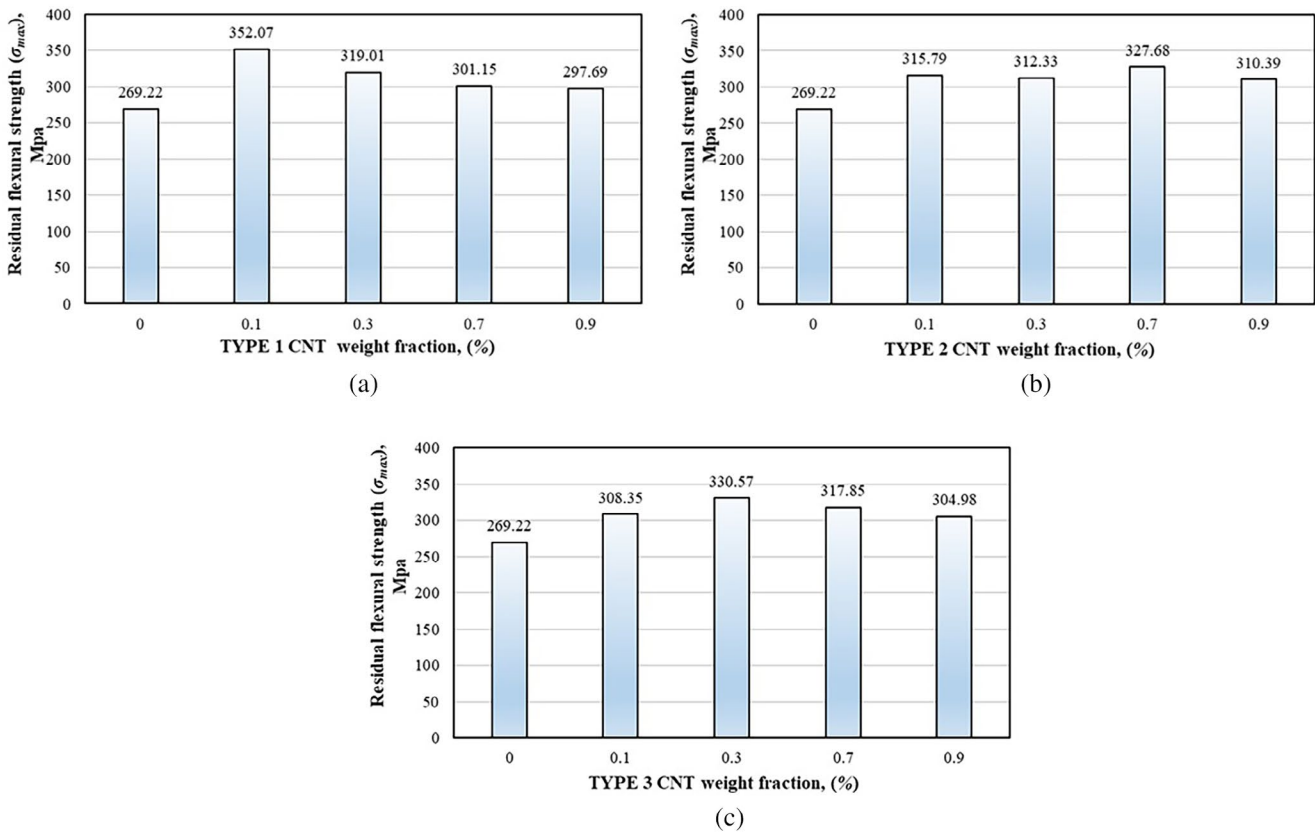 Residual flexural strength (σmax),
Mpa
400
350
300
250
200
150
100
50
0
269.22
352.07
319.01
301.15
297.69
0 0.1 0.3 0.7 0.9
TYPE 1 CNT weight fraction, (%)
(a)
Residual flexural strength (σmax),
Mpa
400
350
300
250
200
150
100
50
0
269.22
315.79
312.33
327.68
310.39
0 0.1 0.3 0.7 0.9
TYPE 2 CNT weight fraction, (%)
(b)
Residual flexural strength (σmax),
Mpa
400
350
300
250
200
150
100
50
0
269.22
308.35
330.57
317.85
304.98
0 0.1 0.3 0.7 0.9
TYPE 3 CNT weight fraction, (%)
(c)